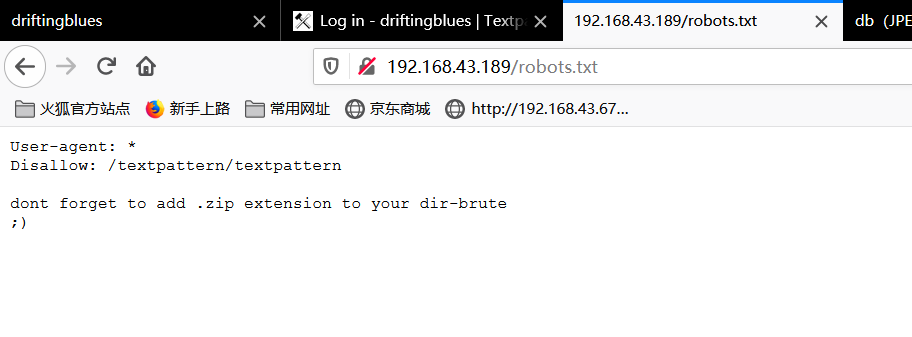 driftingblues
Log in - driftingblues | Textp
192.168.43.189/robots.txt
db (JPE
192.168.43.189/robots.txt
火狐官方站点
新手上路
常用网址
京东商城
http://192.168.43.67...
User-agent: *
Disallow: /textpattern/textpattern
dont forget to add .zip extension to your dir-brute
;)